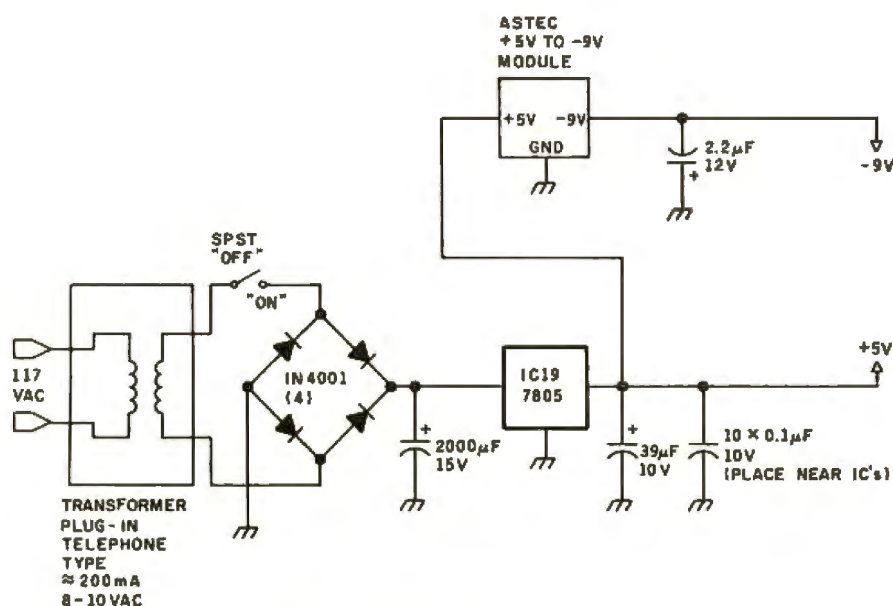 ASTEC
+5V TO -9V
MODULE
+5V -9V
GND
2.2µF
12V
+
-9V
SPST
"OFF"
"ON"
117
VAC
IN4001
(4)
IC19
7805
+5V
+
2000µF
15V
+
39µF
10V
10 × 0.1µF
10V
(PLACE NEAR IC's)
TRANSFORMER
PLUG-IN
TELEPHONE
TYPE
≈ 200mA
8-10 VAC